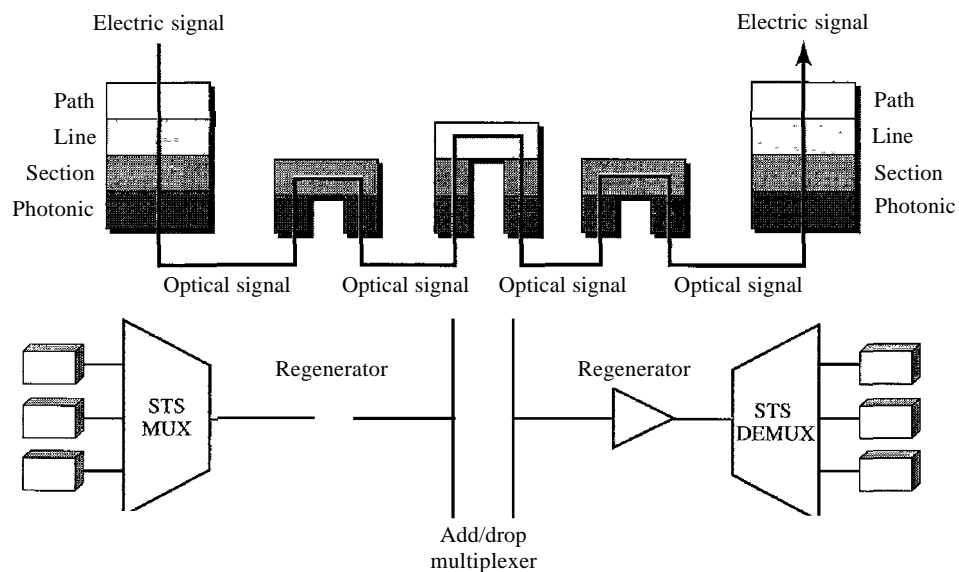 Electric signal
Electric signal
Path
Line
Section
Photonic
Path
Line
Section
Photonic
Optical signal
Optical signal
Optical signal
Optical signal
Regenerator
Regenerator
STS
MUX
STS
DEMUX
Add/drop
multiplexer